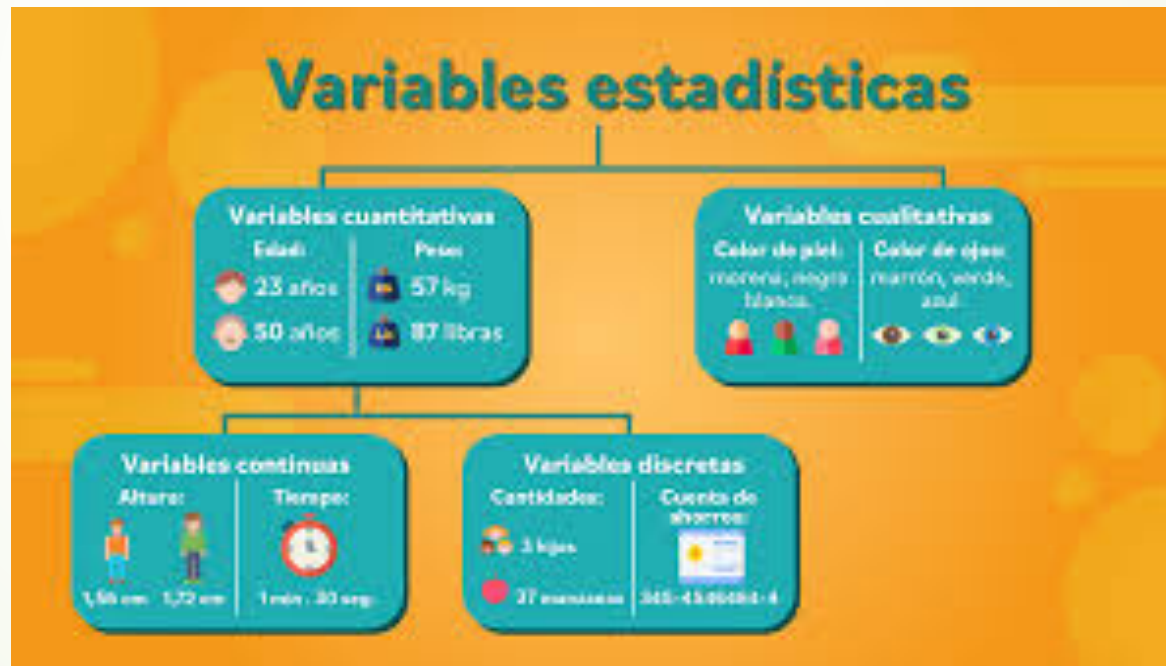 Variables estadísticas
Variables cuantitativas
Edad:
23 años
50 años
Peso:
57 kg
87 libras
Variables cualitativas
Color de piel:
morena, negra
blanca.
Color de ojos:
marrón, verde,
azul
Variables continuas
Altura:
1,56 cm 1,72 cm
Tiempo:
1 min . 30 seg.
Variables discretas
Cantidades:
3 hijos
37 manzanas
Cuenta de
ahorros: